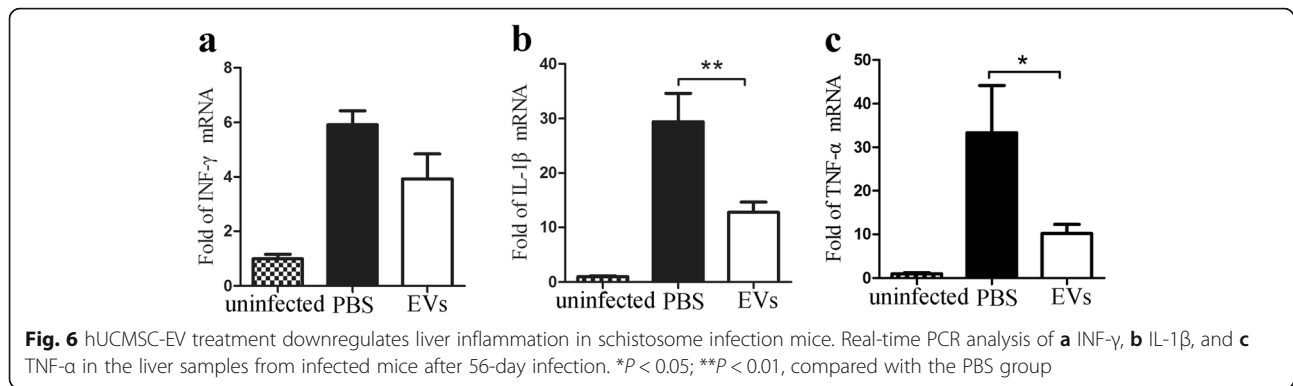 a
b
c
Fold of INF-γ mRNA
8
6
4
2
0
uninfected PBS EVs
Fold of IL-1β mRNA
40
30
20
10
0
**
uninfected PBS EVs
Fold of TNF-α mRNA
50
40
30
20
10
0
*
uninfected PBS EVs
Fig. 6 hUCMSC-EV treatment downregulates liver inflammation in schistosome infection mice. Real-time PCR analysis of a INF-γ, b IL-1β, and c
TNF-α in the liver samples from infected mice after 56-day infection. *P < 0.05; **P < 0.01, compared with the PBS group